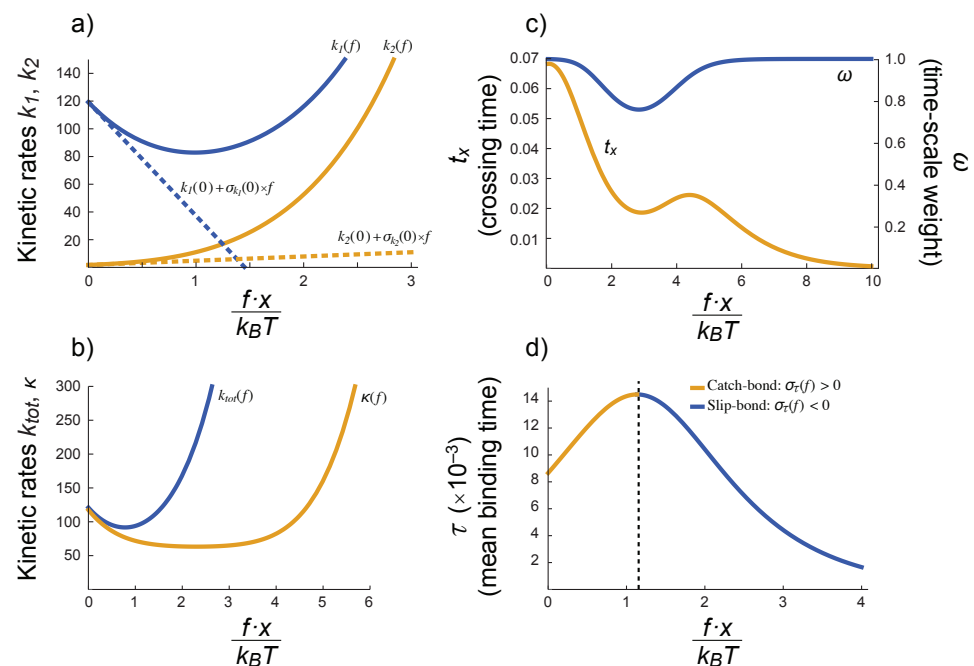 a)
Kinetic rates k1, k2
140
120
100
80
60
40
20
0
1
2
3
k1(f)
k2(f)
k1(0)+σk1(0)×f
k2(0)+σk2(0)×f
f·x
kBT
b)
Kinetic rates ktot, κ
300
250
200
150
100
50
0
1
2
3
4
5
6
ktot(f)
κ(f)
f·x
kBT
c)
tx
(crossing time)
0.07
0.06
0.05
0.04
0.03
0.02
0.01
0
2
4
6
8
10
1.0
0.8
0.6
0.4
0.2
ω
tx
(time-scale weight)
ω
f·x
kBT
d)
τ (×10⁻³)
(mean binding time)
14
12
10
8
6
4
2
0
1
2
3
4
Catch-bond: στ(f) > 0
Slip-bond: στ(f) < 0
f·x
kBT